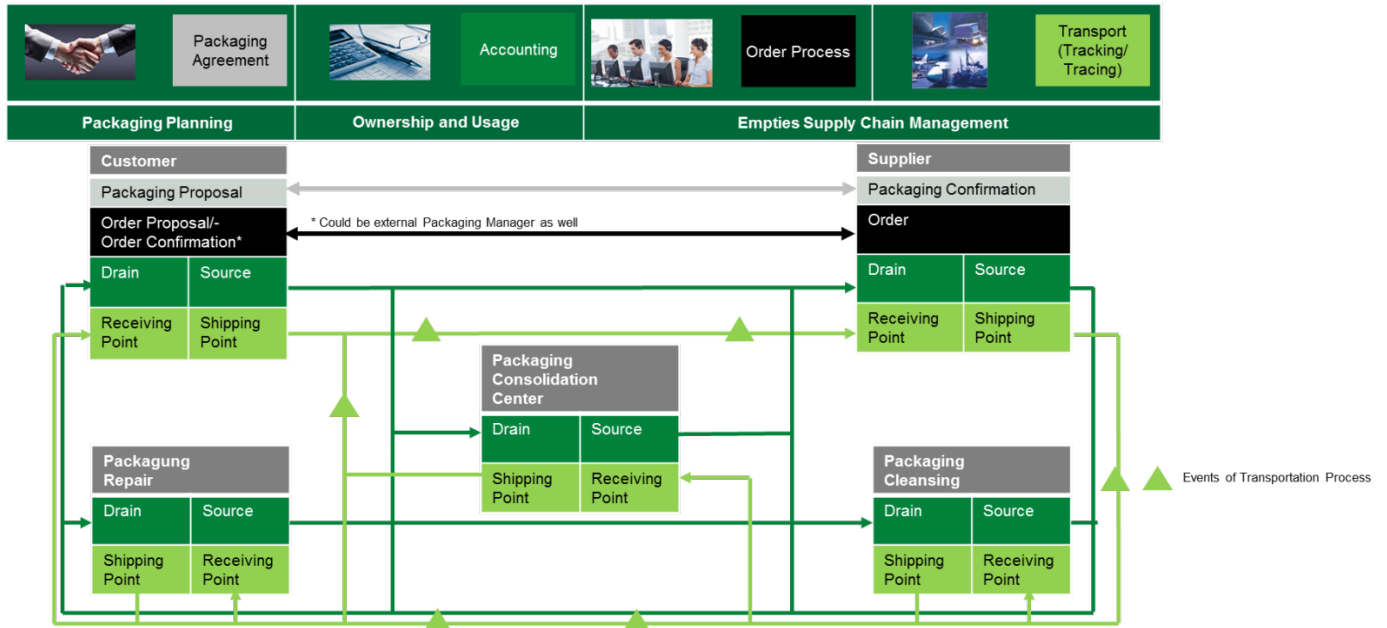 Packaging
Agreement
Accounting
Order Process
Transport
(Tracking/
Tracing)
Packaging Planning
Ownership and Usage
Empties Supply Chain Management
Customer
Packaging Proposal
Order Proposal/-
Order Confirmation*
Drain
Source
Receiving
Point
Shipping
Point
* Could be external Packaging Manager as well
Supplier
Packaging Confirmation
Order
Drain
Source
Receiving
Point
Shipping
Point
Packaging
Consolidation
Center
Drain
Source
Shipping
Point
Receiving
Point
Packagung
Repair
Drain
Source
Shipping
Point
Receiving
Point
Packaging
Cleansing
Drain
Source
Shipping
Point
Receiving
Point
Events of Transportation Process